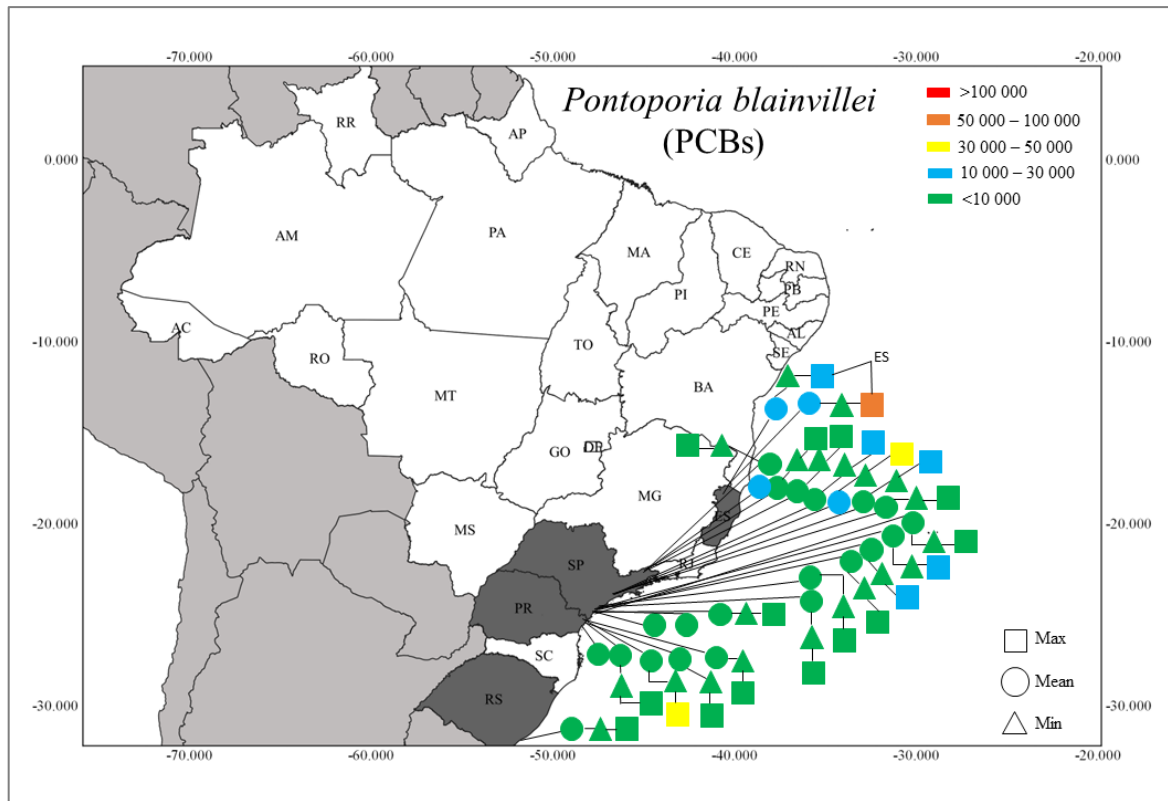 -70.000 -60.000 -50.000 -40.000 -30.000 -20.000
Pontoporia blainvillei
(PCBs)
>100 000
50 000 – 100 000
30 000 – 50 000
10 000 – 30 000
<10 000
RR
AP
0.000 0.000
AM
PA
MA
CE
RN
PB
PI
PE
AC
AL
-10.000 -10.000
RO
TO
SE
ES
MT
BA
GO
DF
MG
ES
-20.000 -20.000
MS
SP
RJ
PR
SC
RS
Max
Mean
Min
-30.000 -30.000
-70.000 -60.000 -50.000 -40.000 -30.000 -20.000